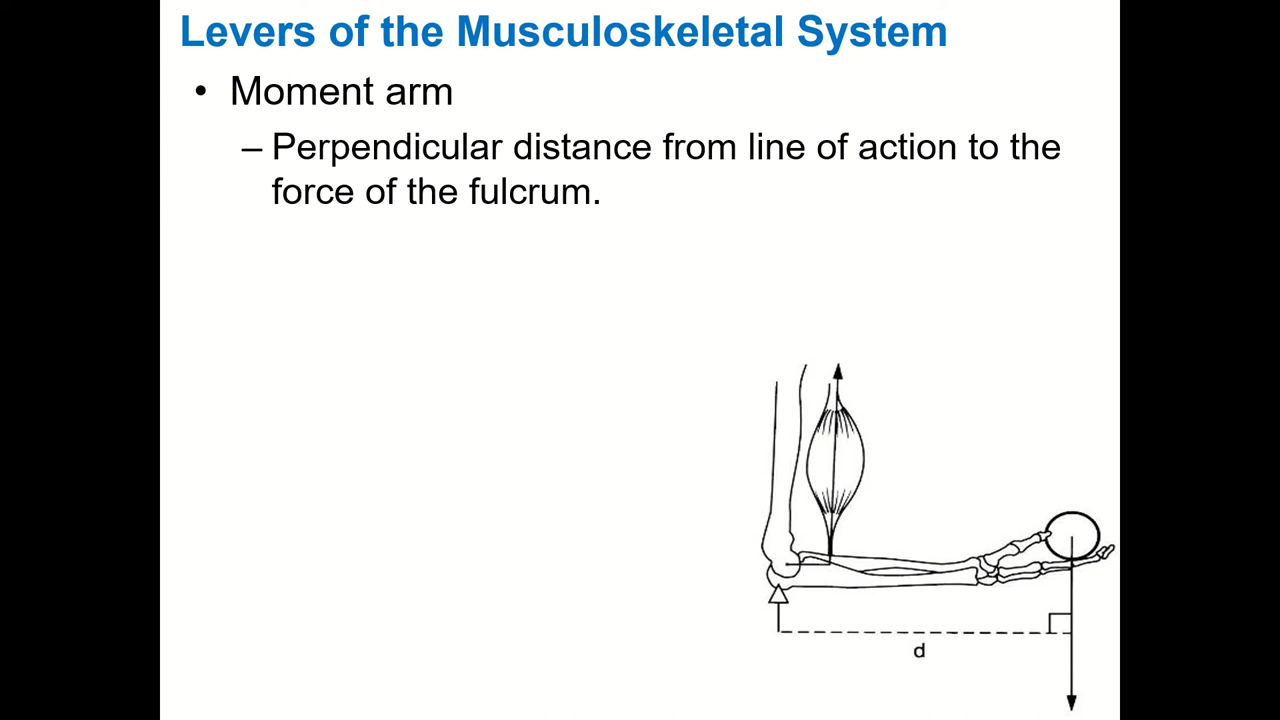 Levers of the Musculoskeletal System
• Moment arm
– Perpendicular distance from line of action to the
force of the fulcrum.
d